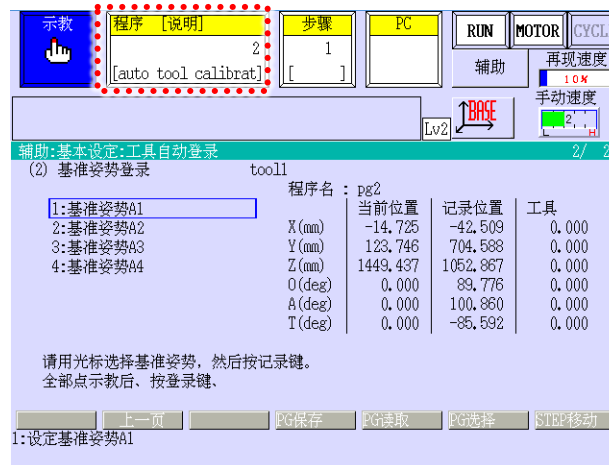 示教
程序 [说明]
2
[auto tool calibrat]
步骤
1
[ ]
PC
RUN
MOTOR
CYCL
辅助
再现速度
10%
手动速度
2
L H
BASE
Lv2
辅助:基本设定:工具自动登录 2/ 2
(2) 基准姿势登录 tool1
程序名 : pg2
当前位置 记录位置 工具
1:基准姿势A1
2:基准姿势A2
3:基准姿势A3
4:基准姿势A4
X(mm) -14.725 -42.509 0.000
Y(mm) 123.746 704.588 0.000
Z(mm) 1449.437 1052.867 0.000
O(deg) 0.000 89.776 0.000
A(deg) 0.000 100.860 0.000
T(deg) 0.000 -85.592 0.000
请用光标选择基准姿势，然后按记录键。
全部点示教后、按登录键、
上一页 PG保存 PG读取 PG选择 STEP移动
1:设定基准姿势A1